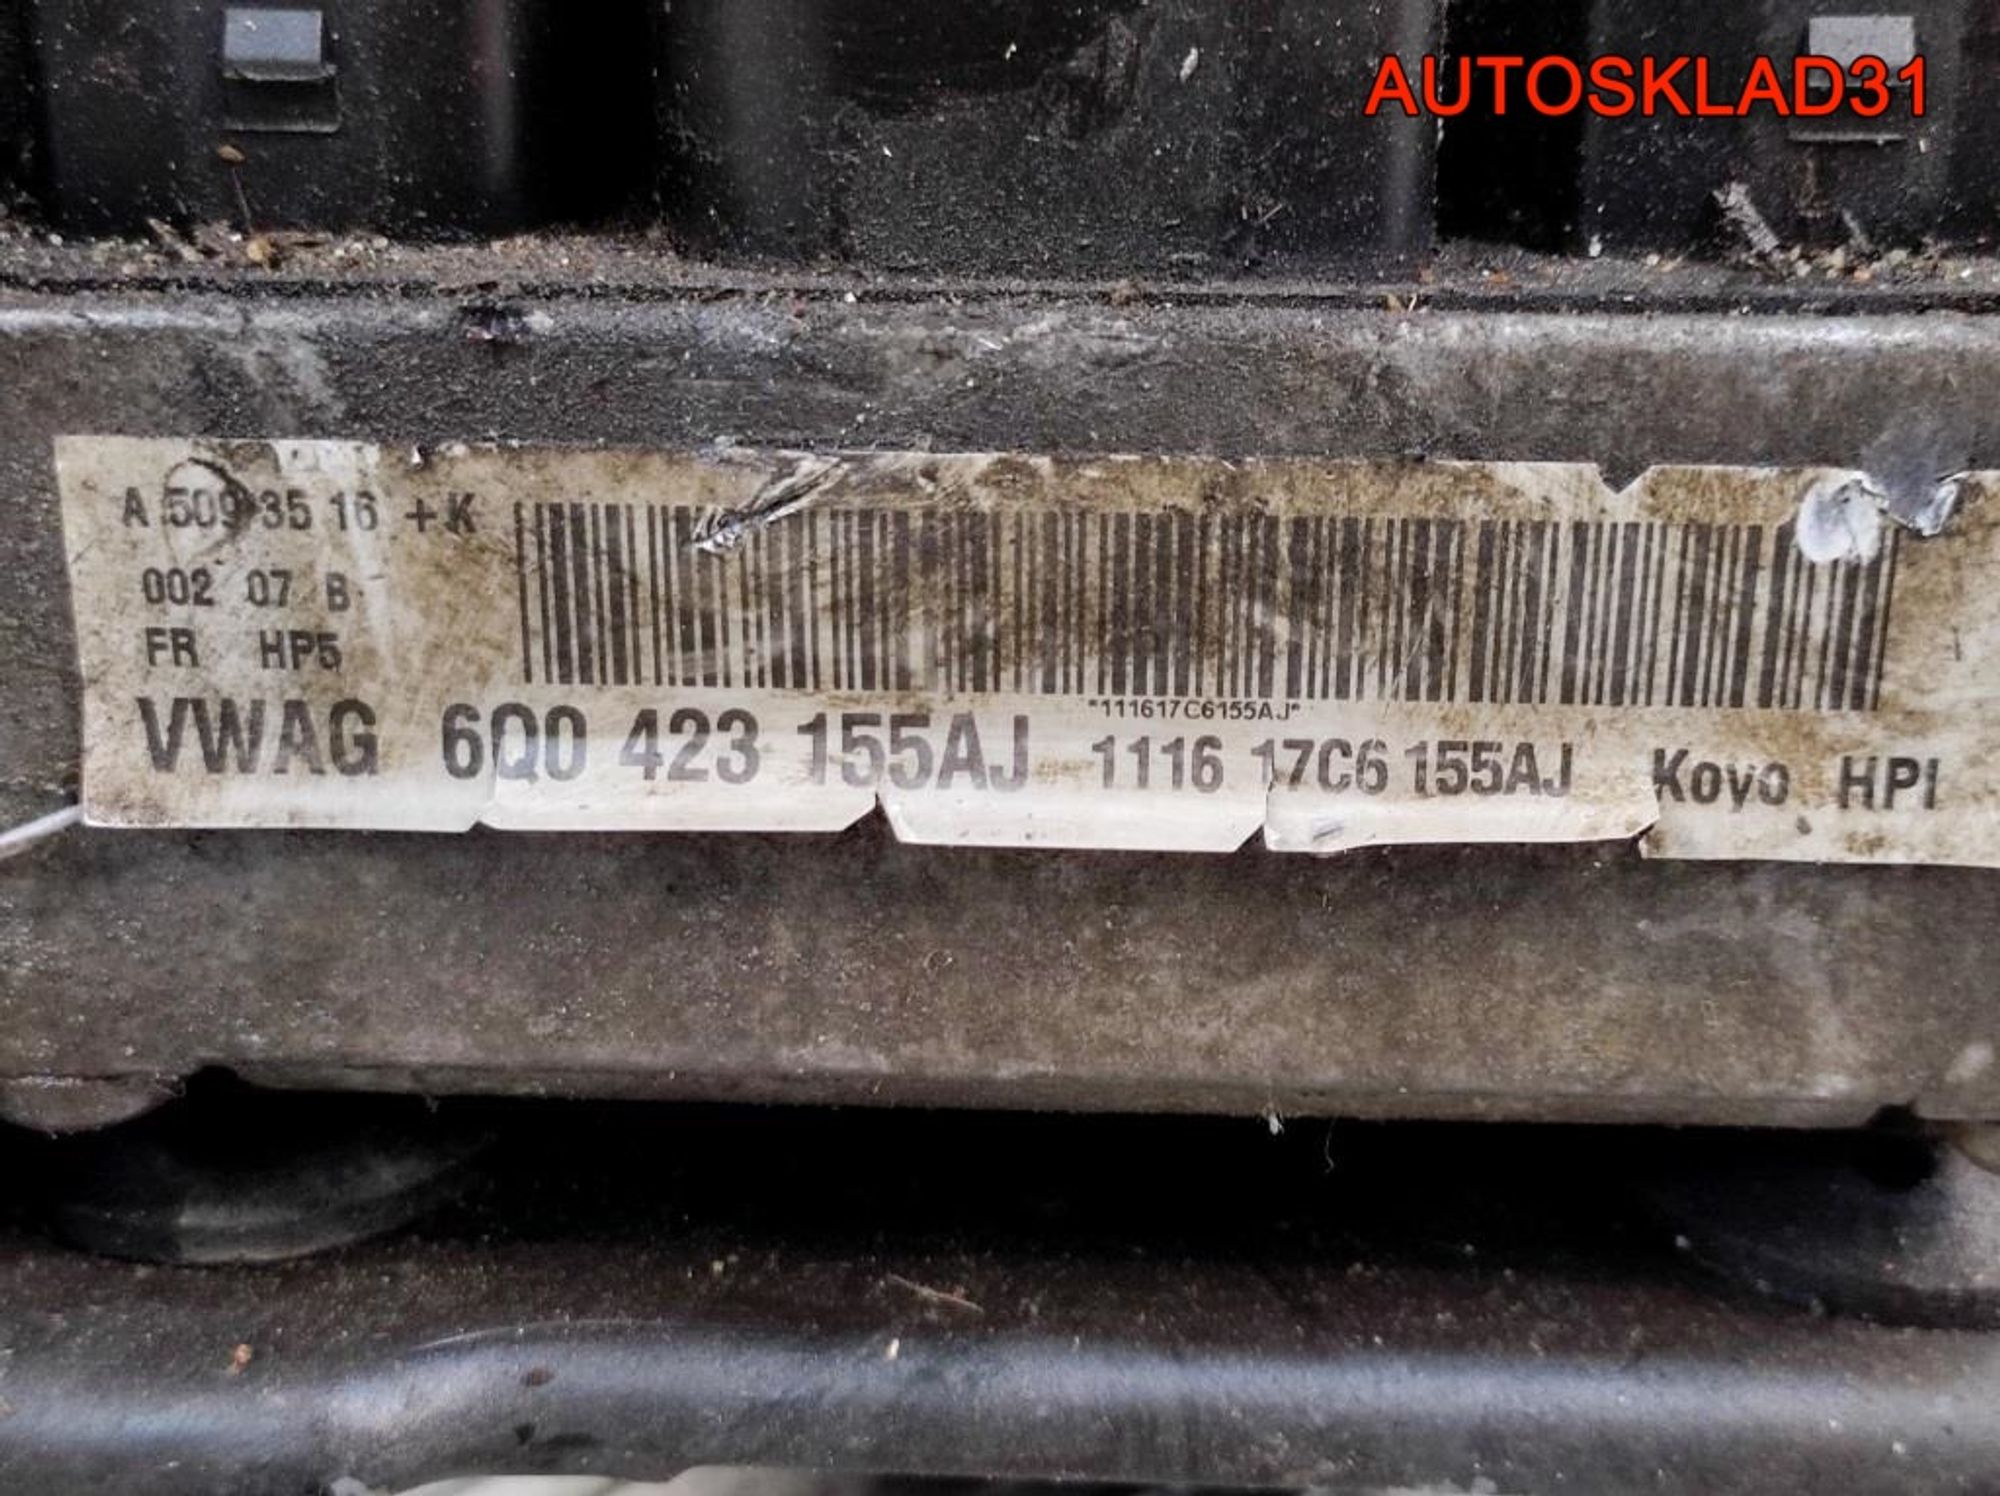 AUTOSKLAD31
A 509 35 16 +K
002 07 B
FR HP5
*111617C6155AJ*
VWAG 6Q0 423 155AJ 1116 17C6 155AJ Koyo HPI